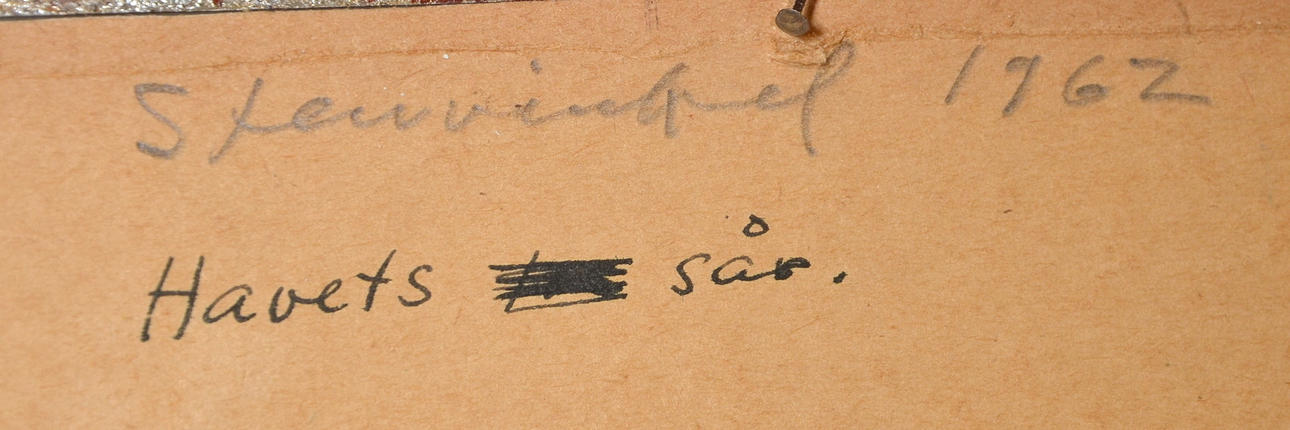 Stenvinkel 1962
Havets sår.